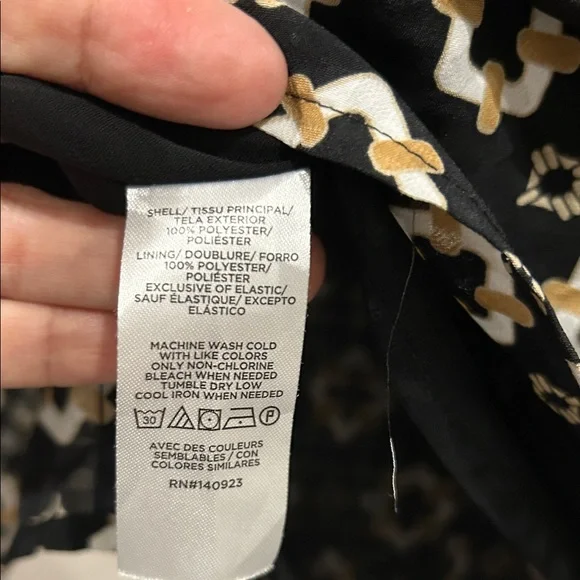 SHELL/ TISSU PRINCIPAL/
TELA EXTERIOR
100% POLYESTER/
POLIÉSTER
LINING/ DOUBLURE/ FORRO
100% POLYESTER/
POLIÉSTER
EXCLUSIVE OF ELASTIC/
SAUF ÉLASTIQUE/ EXCEPTO
ELÁSTICO
MACHINE WASH COLD
WITH LIKE COLORS
ONLY NON-CHLORINE
BLEACH WHEN NEEDED
TUMBLE DRY LOW
COOL IRON WHEN NEEDED
30 P
AVEC DES COULEURS
SEMBLABLES / CON
COLORES SIMILARES
RN#140923